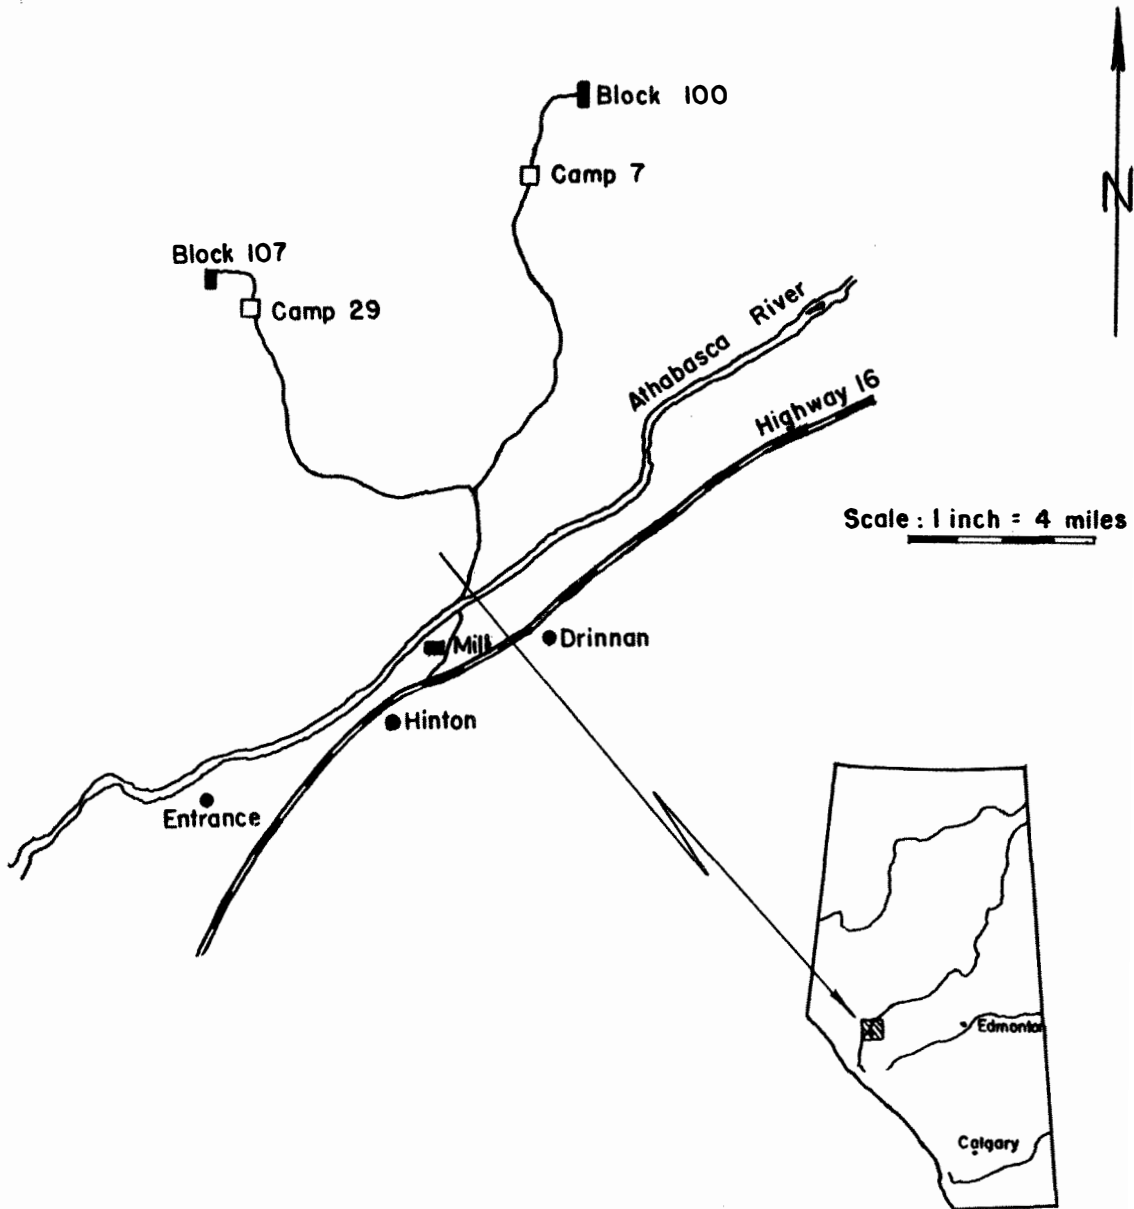 Block 100
N
Camp 7
Block 107
Camp 29
Athabasca River
Highway 16
Scale : 1 inch = 4 miles
Mill
Drinnan
Hinton
Entrance
Edmonton
Calgary